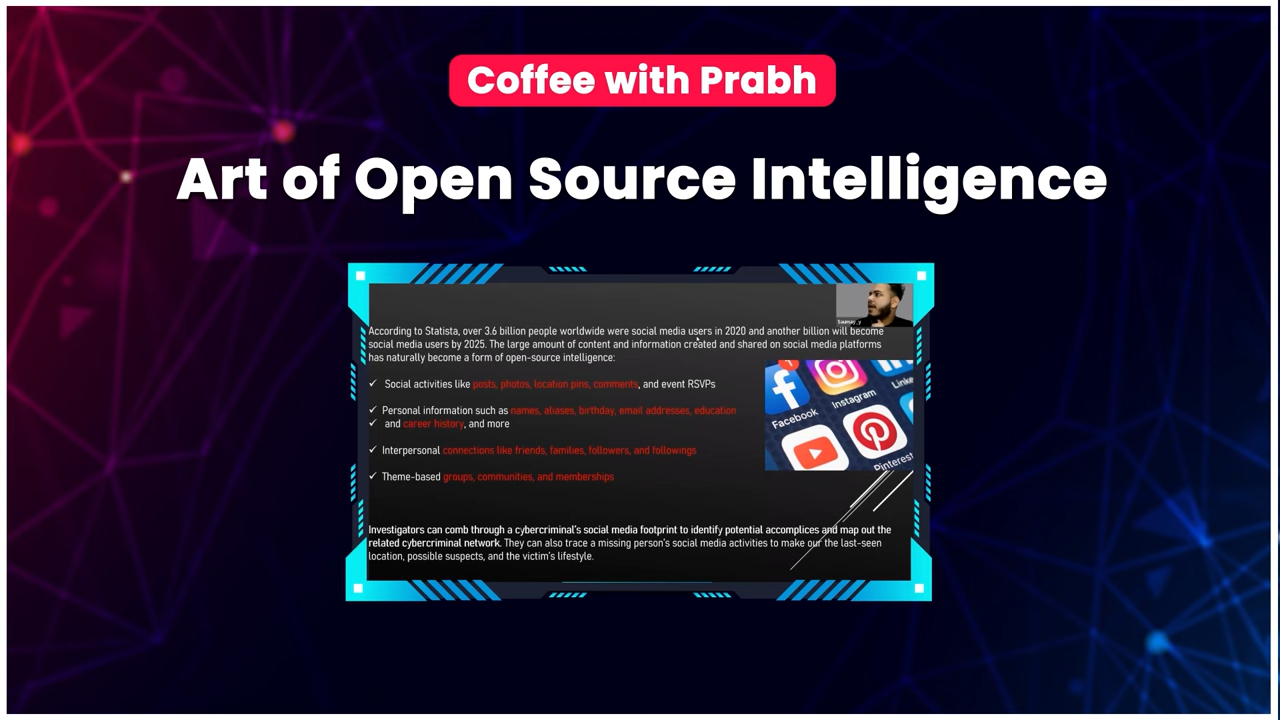 Coffee with Prabh
Art of Open Source Intelligence
According to Statista, over 3.6 billion people worldwide were social media users in 2020 and another billion will become
social media users by 2025. The large amount of content and information created and shared on social media platforms
has naturally become a form of open-source intelligence:
✓ Social activities like posts, photos, location pins, comments, and event RSVPs
✓ Personal information such as names, aliases, birthday, email addresses, education
✓ and career history, and more
✓ Interpersonal connections like friends, families, followers, and followings
✓ Theme-based groups, communities, and memberships
1
Facebook
Instagram
Linke
Pinterest
Investigators can comb through a cybercriminal's social media footprint to identify potential accomplices and map out the
related cybercriminal network. They can also trace a missing person's social media activities to make our the last-seen
location, possible suspects, and the victim's lifestyle.